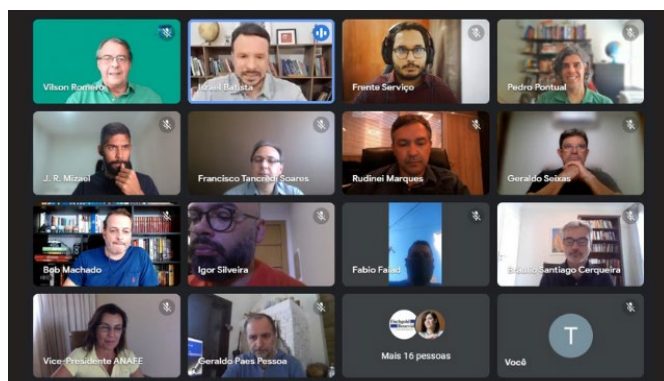 Vilson Romero
Israel Batista
Frente Serviço
Pedro Pontual
J. R. Mizael
Francisco Tancredi Soares
Rudinei Marques
Geraldo Seixas
Bob Machado
Igor Silveira
Fabio Faiad
Bráulio Santiago Cerqueira
Vice-Presidente ANAFE
Geraldo Paes Pessoa
Mais 16 pessoas
T
Você